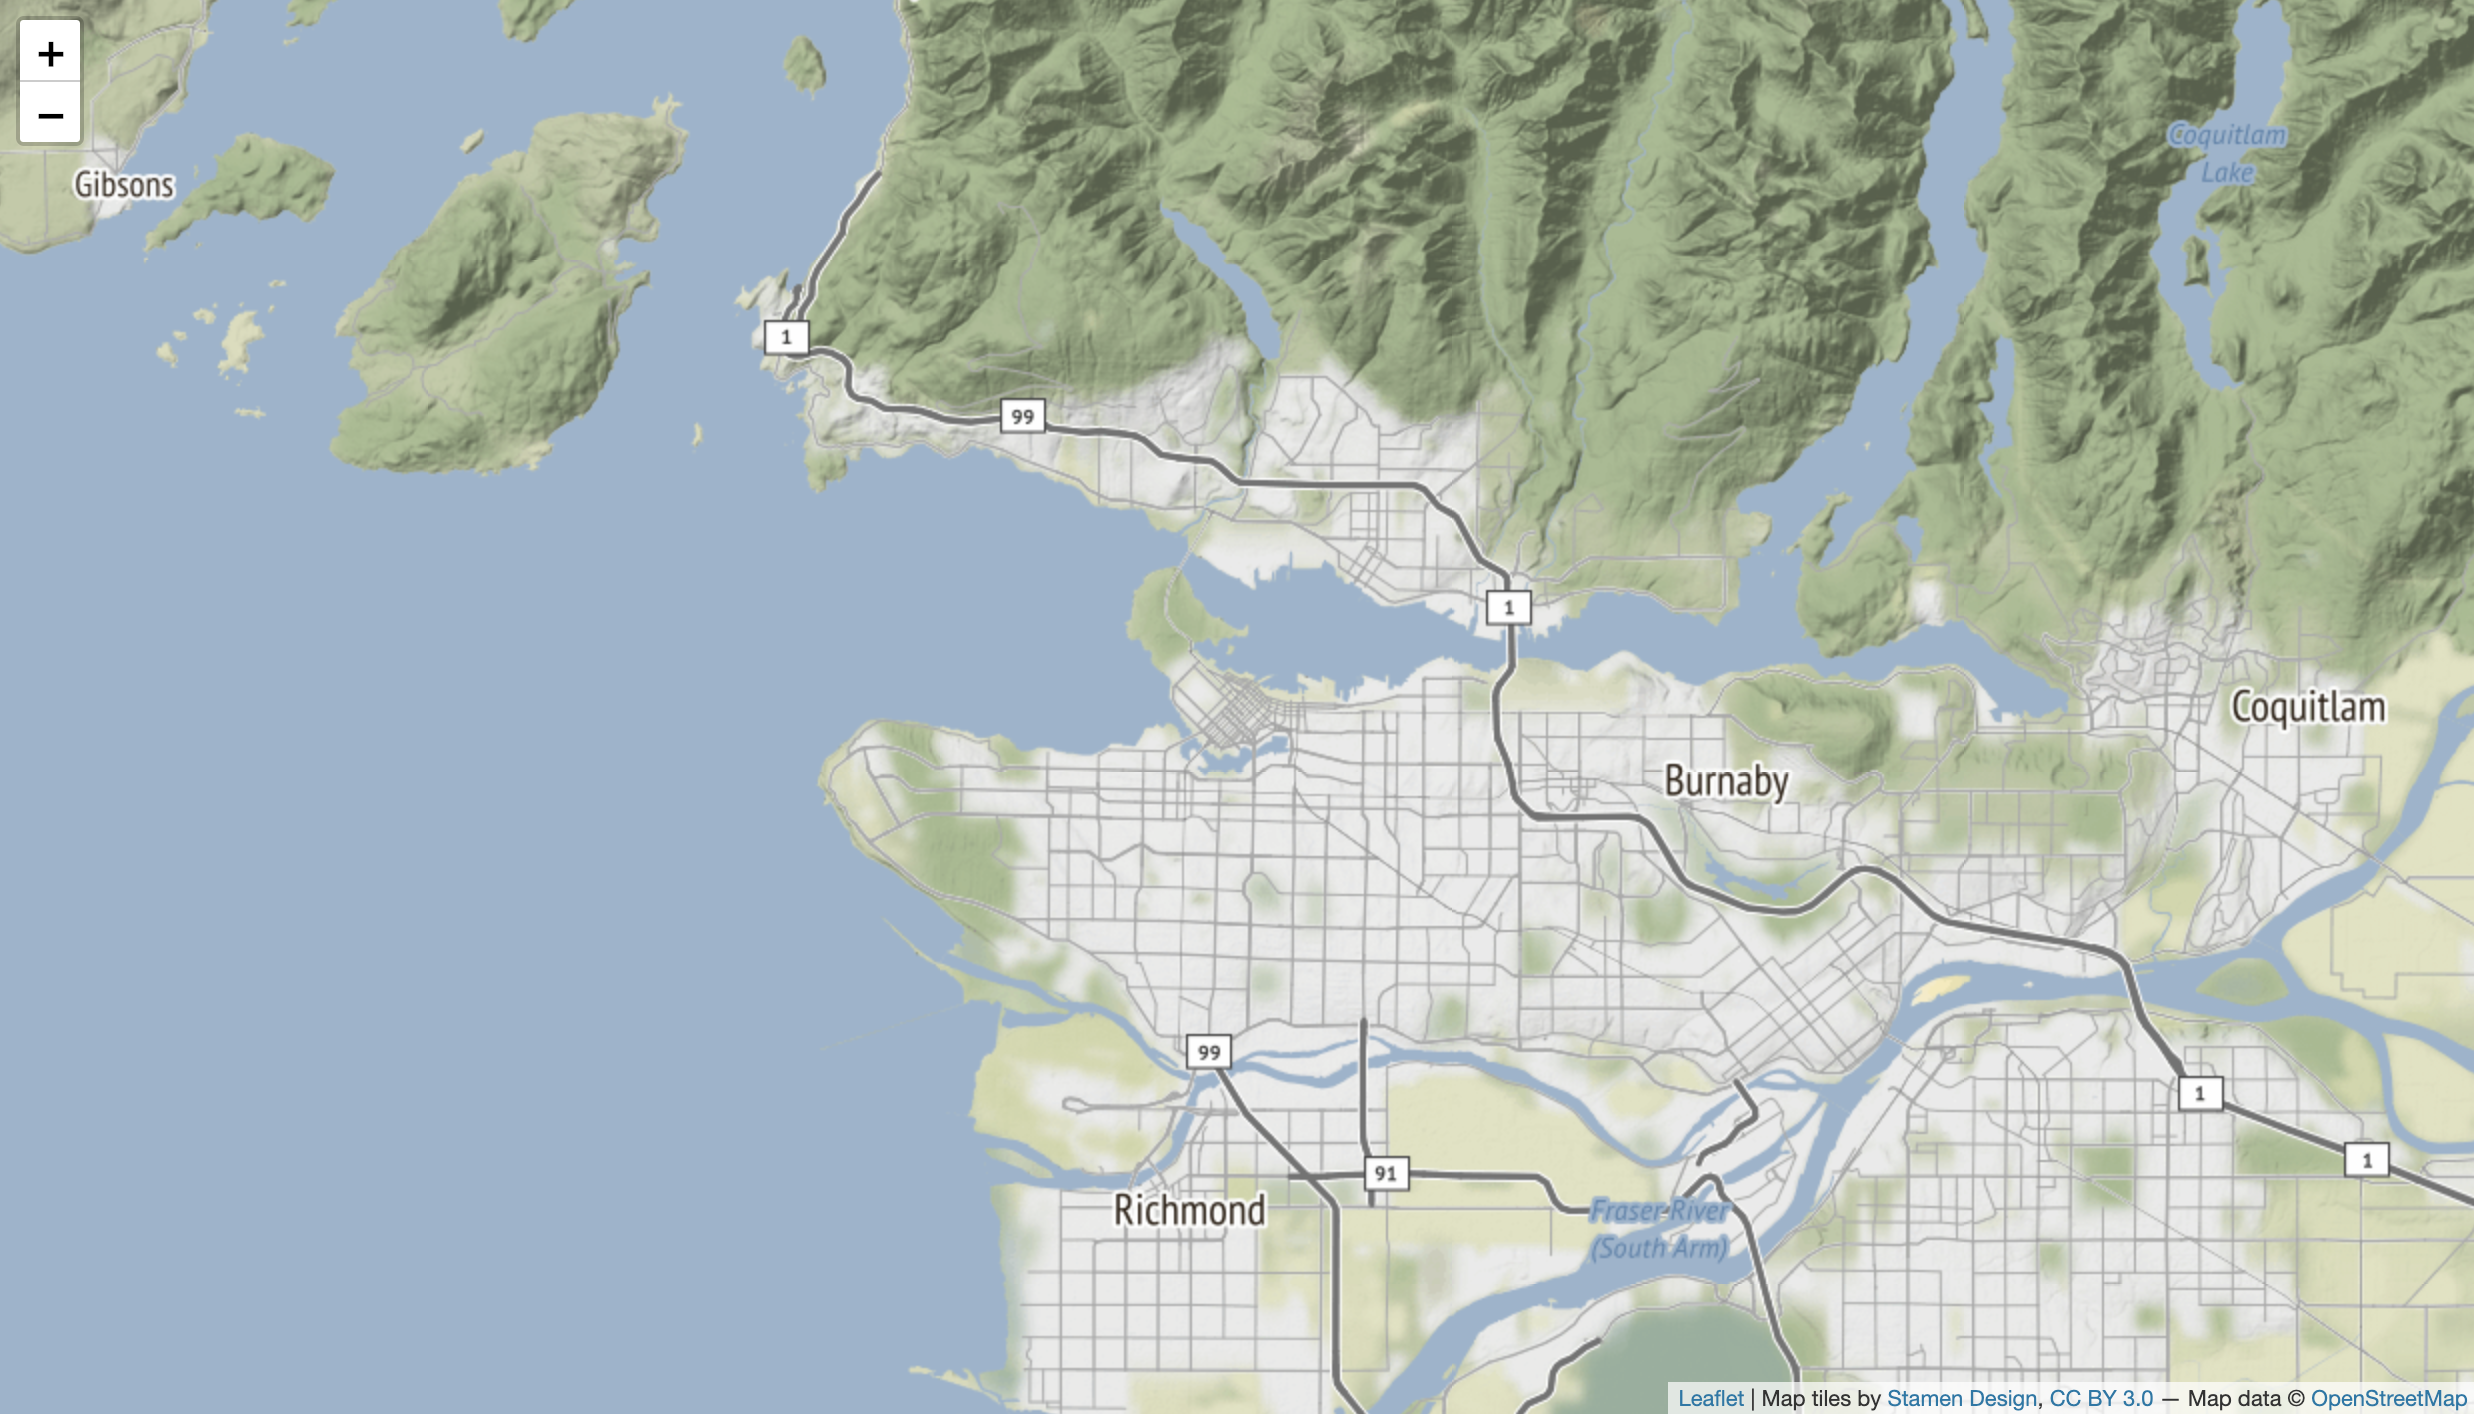 +
−
Gibsons
Coquitlam
Lake
1
99
1
Coquitlam
Burnaby
99
1
1
91
Richmond
Fraser River
(South Arm)
Leaflet | Map tiles by Stamen Design, CC BY 3.0 — Map data © OpenStreetMap